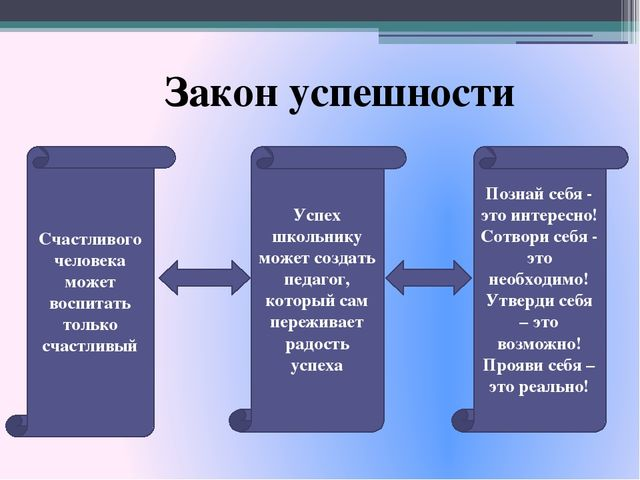 Закон успешности
Счастливого
человека
может
воспитать
только
счастливый
Успех
школьнику
может создать
педагог,
который сам
переживает
радость
успеха
Познай себя -
это интересно!
Сотвори себя -
это
необходимо!
Утверди себя
– это
возможно!
Прояви себя –
это реально!